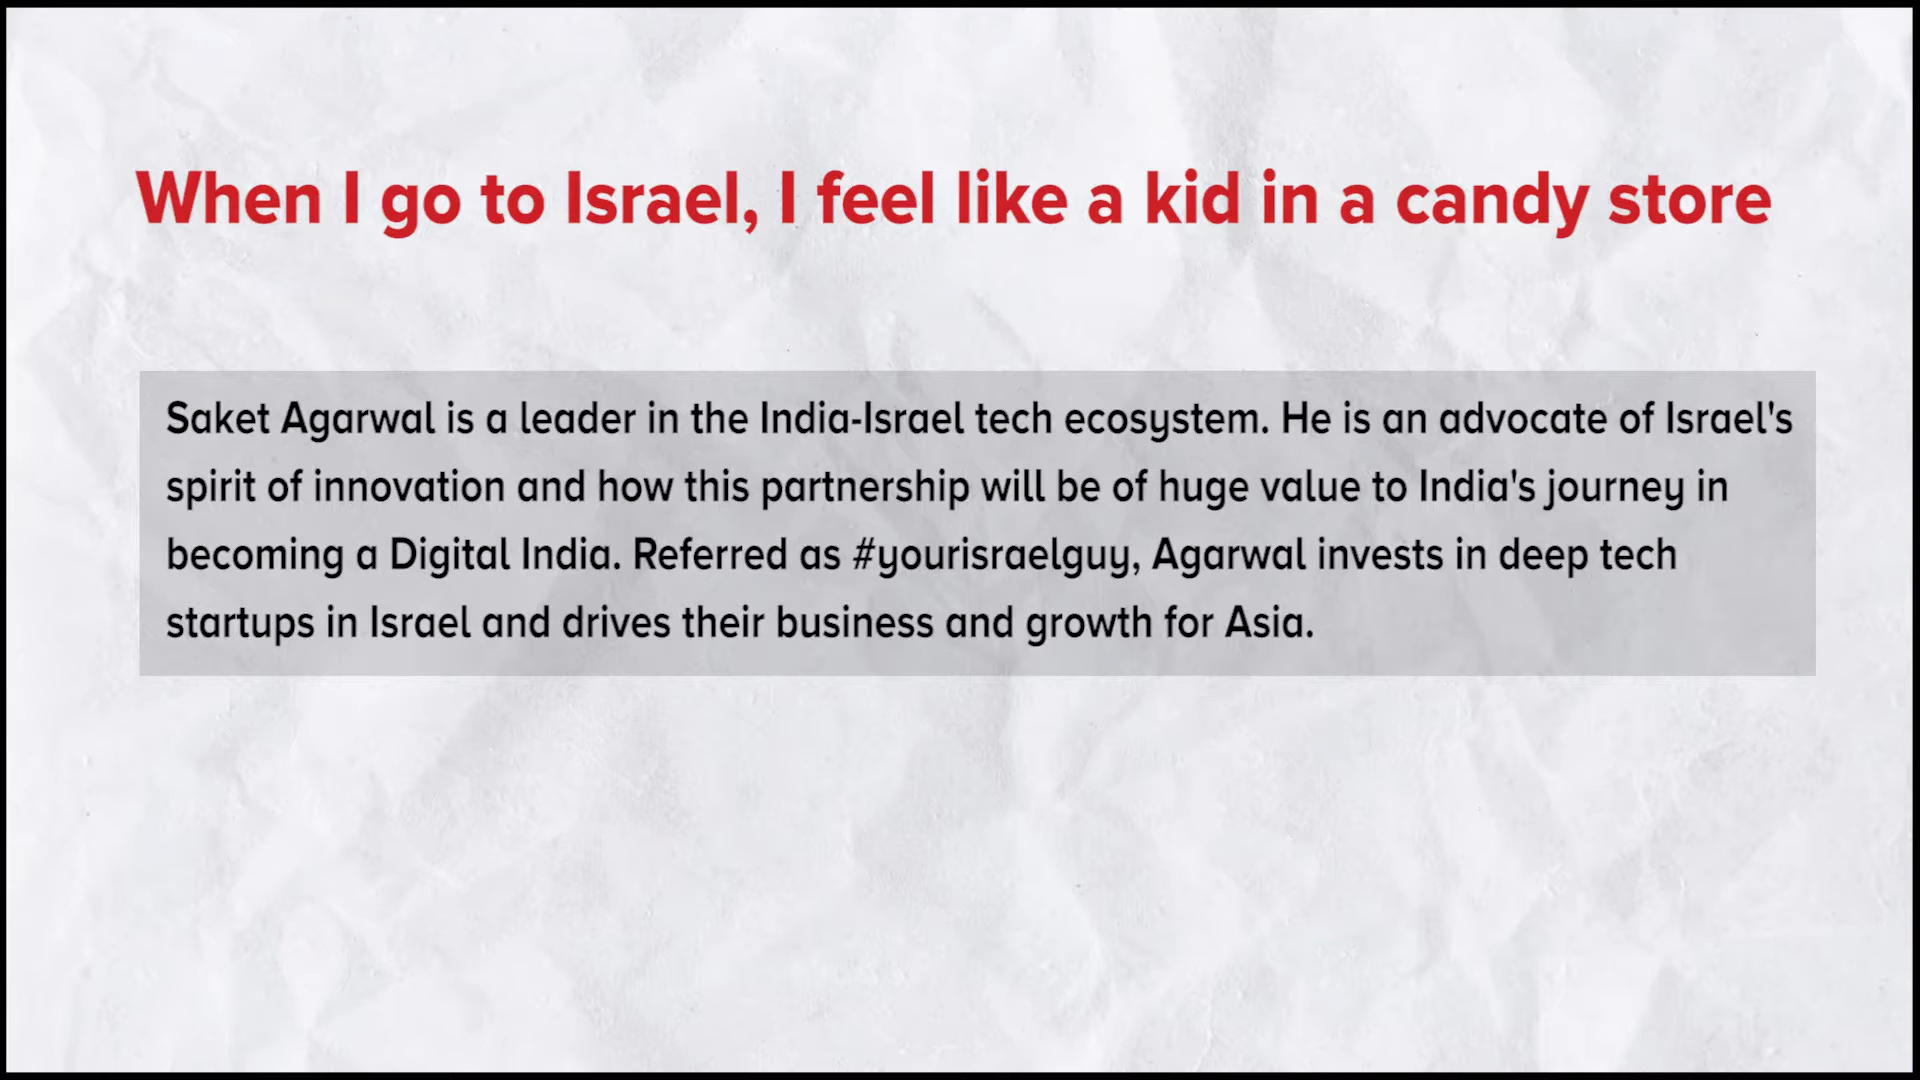 When I go to Israel, I feel like a kid in a candy store
Saket Agarwal is a leader in the India-Israel tech ecosystem. He is an advocate of Israel's
spirit of innovation and how this partnership will be of huge value to India's journey in
becoming a Digital India. Referred as #yourisraelguy, Agarwal invests in deep tech
startups in Israel and drives their business and growth for Asia.